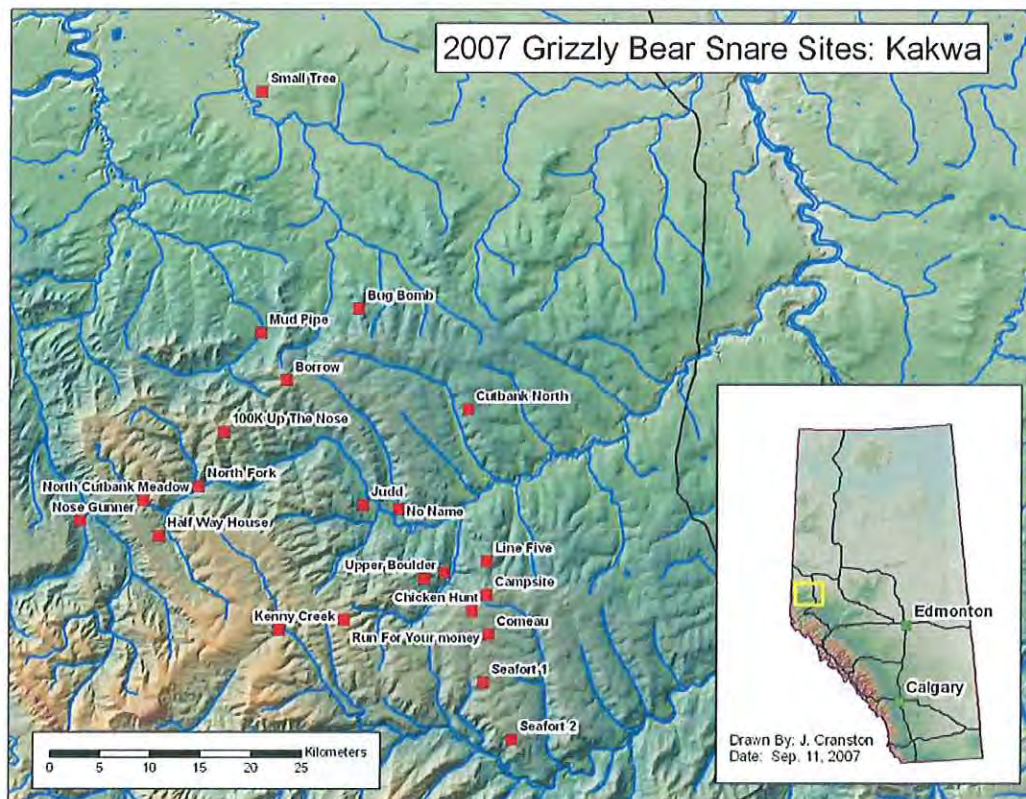 2007 Grizzly Bear Snare Sites: Kakwa
Small Tree
Bug Bomb
Mud Pipe
Borrow
Cutbank North
100K Up The Nose
North Fork
North Cutbank Meadow
Nose Gunner
Half Way House
Judd
No Name
Line Five
Upper Boulder
Campsite
Chicken Hunt
Comeau
Kenny Creek
Run For Your money
Seafort 1
Seafort 2
Kilometers
0 5 10 15 20 25
Edmonton
Calgary
Drawn By: J. Cranston
Date: Sep. 11, 2007